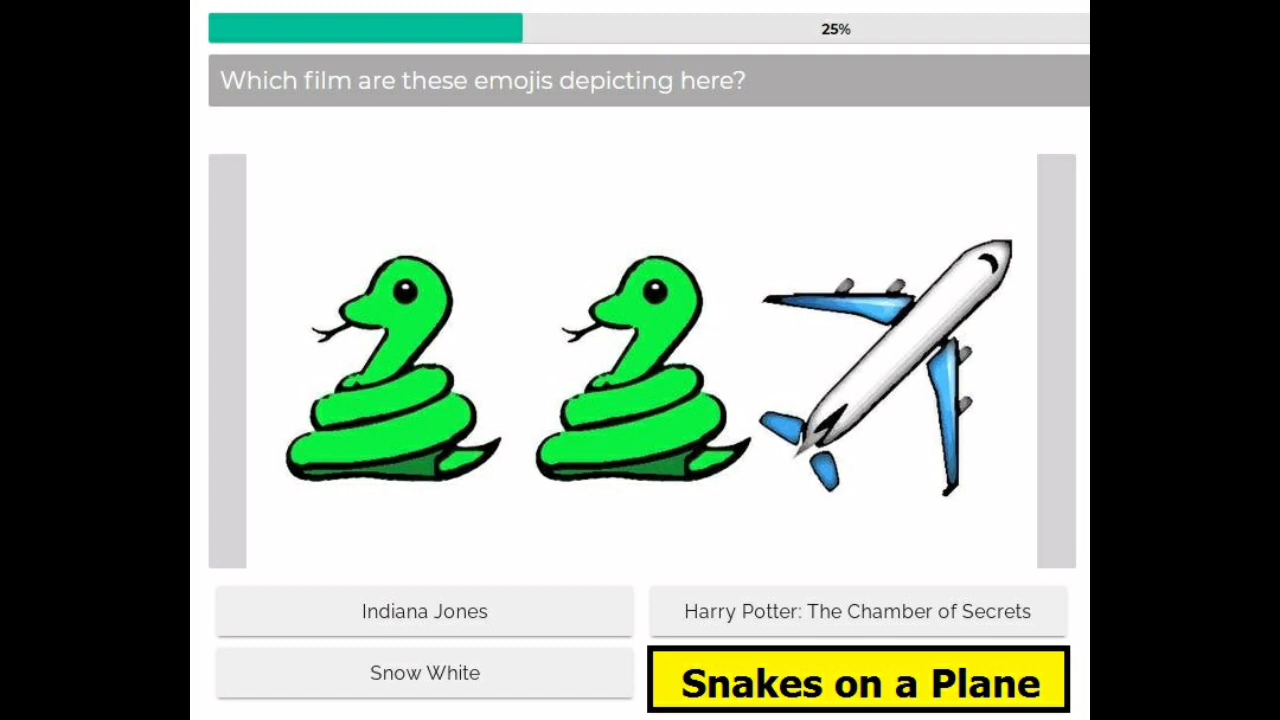 25%
Which film are these emojis depicting here?
Indiana Jones
Harry Potter: The Chamber of Secrets
Snow White
Snakes on a Plane